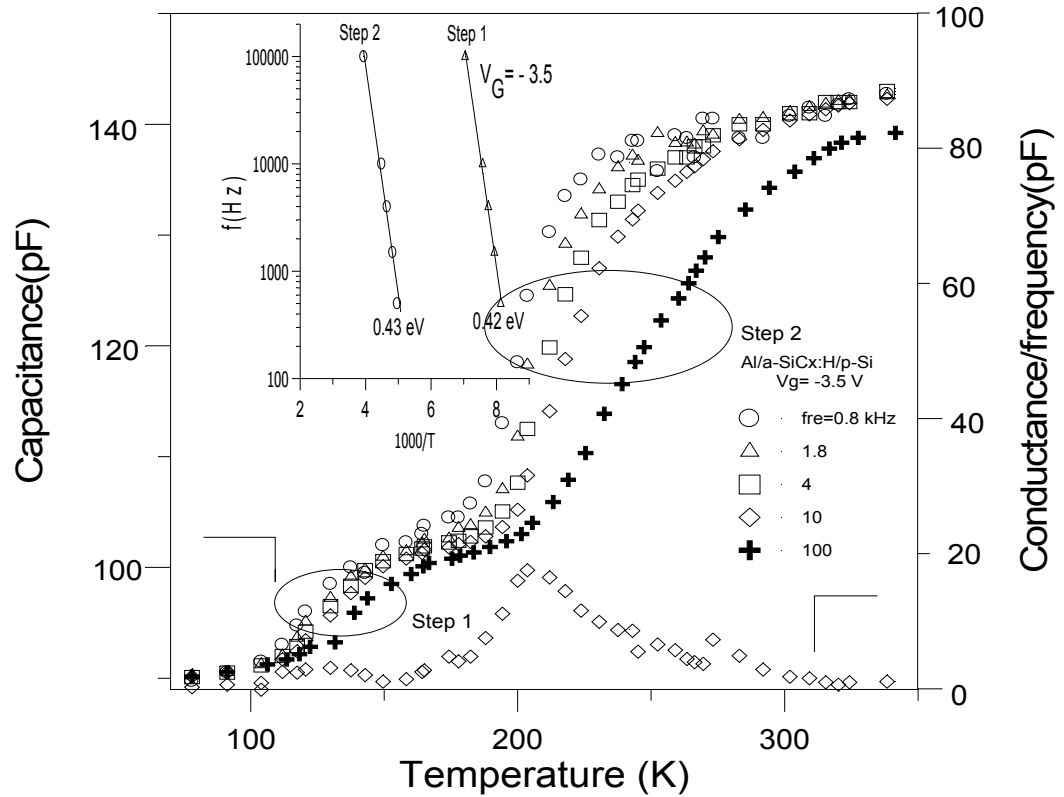 Step 2
Step 1
V_G = - 3.5
100000
10000
1000
100
f(Hz)
0.43 eV
0.42 eV
2
4
6
8
1000/T
140
120
100
Capacitance(pF)
100
80
60
40
20
0
Conductance/frequency(pF)
Step 2
Al/a-SiCx:H/p-Si
Vg= -3.5 V
fre=0.8 kHz
1.8
4
10
100
Step 1
100
200
300
Temperature (K)